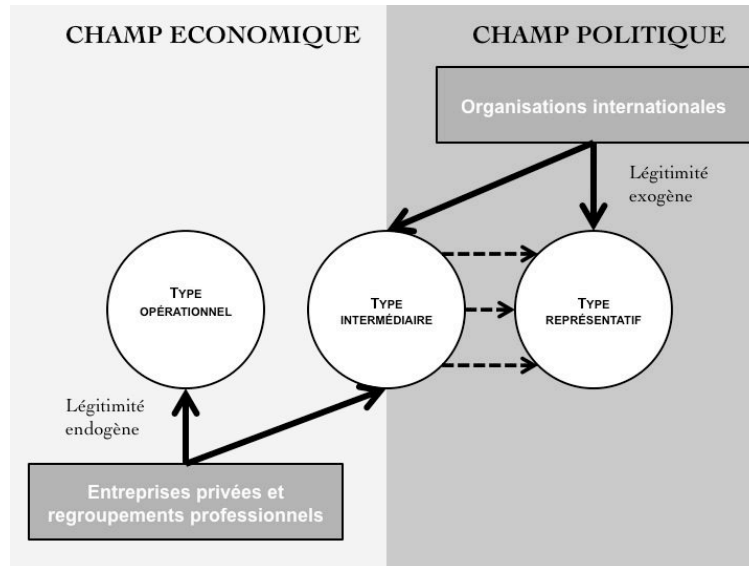 CHAMP ECONOMIQUE
CHAMP POLITIQUE
Organisations internationales
Légitimité
exogène
TYPE
OPÉRATIONNEL
TYPE
INTERMÉDIAIRE
TYPE
REPRÉSENTATIF
Légitimité
endogène
Entreprises privées et
regroupements professionnels